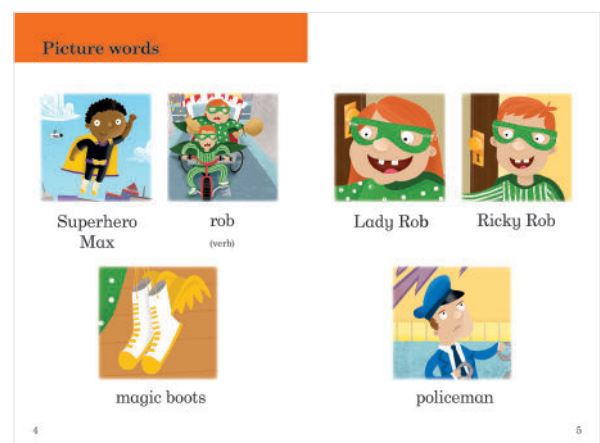 Picture words
Superhero
Max
rob
(verb)
Lady Rob
Ricky Rob
magic boots
policeman
4
5